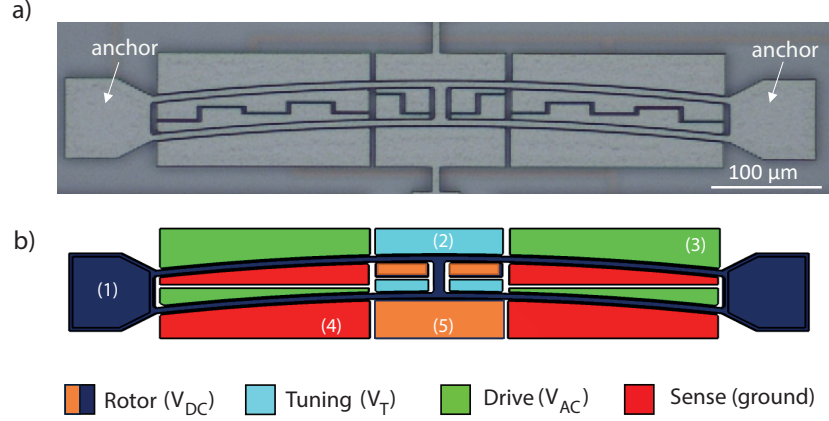 a)
anchor
anchor
100 µm
b)
(1)
(2)
(3)
(4)
(5)
Rotor (V_DC)
Tuning (V_T)
Drive (V_AC)
Sense (ground)